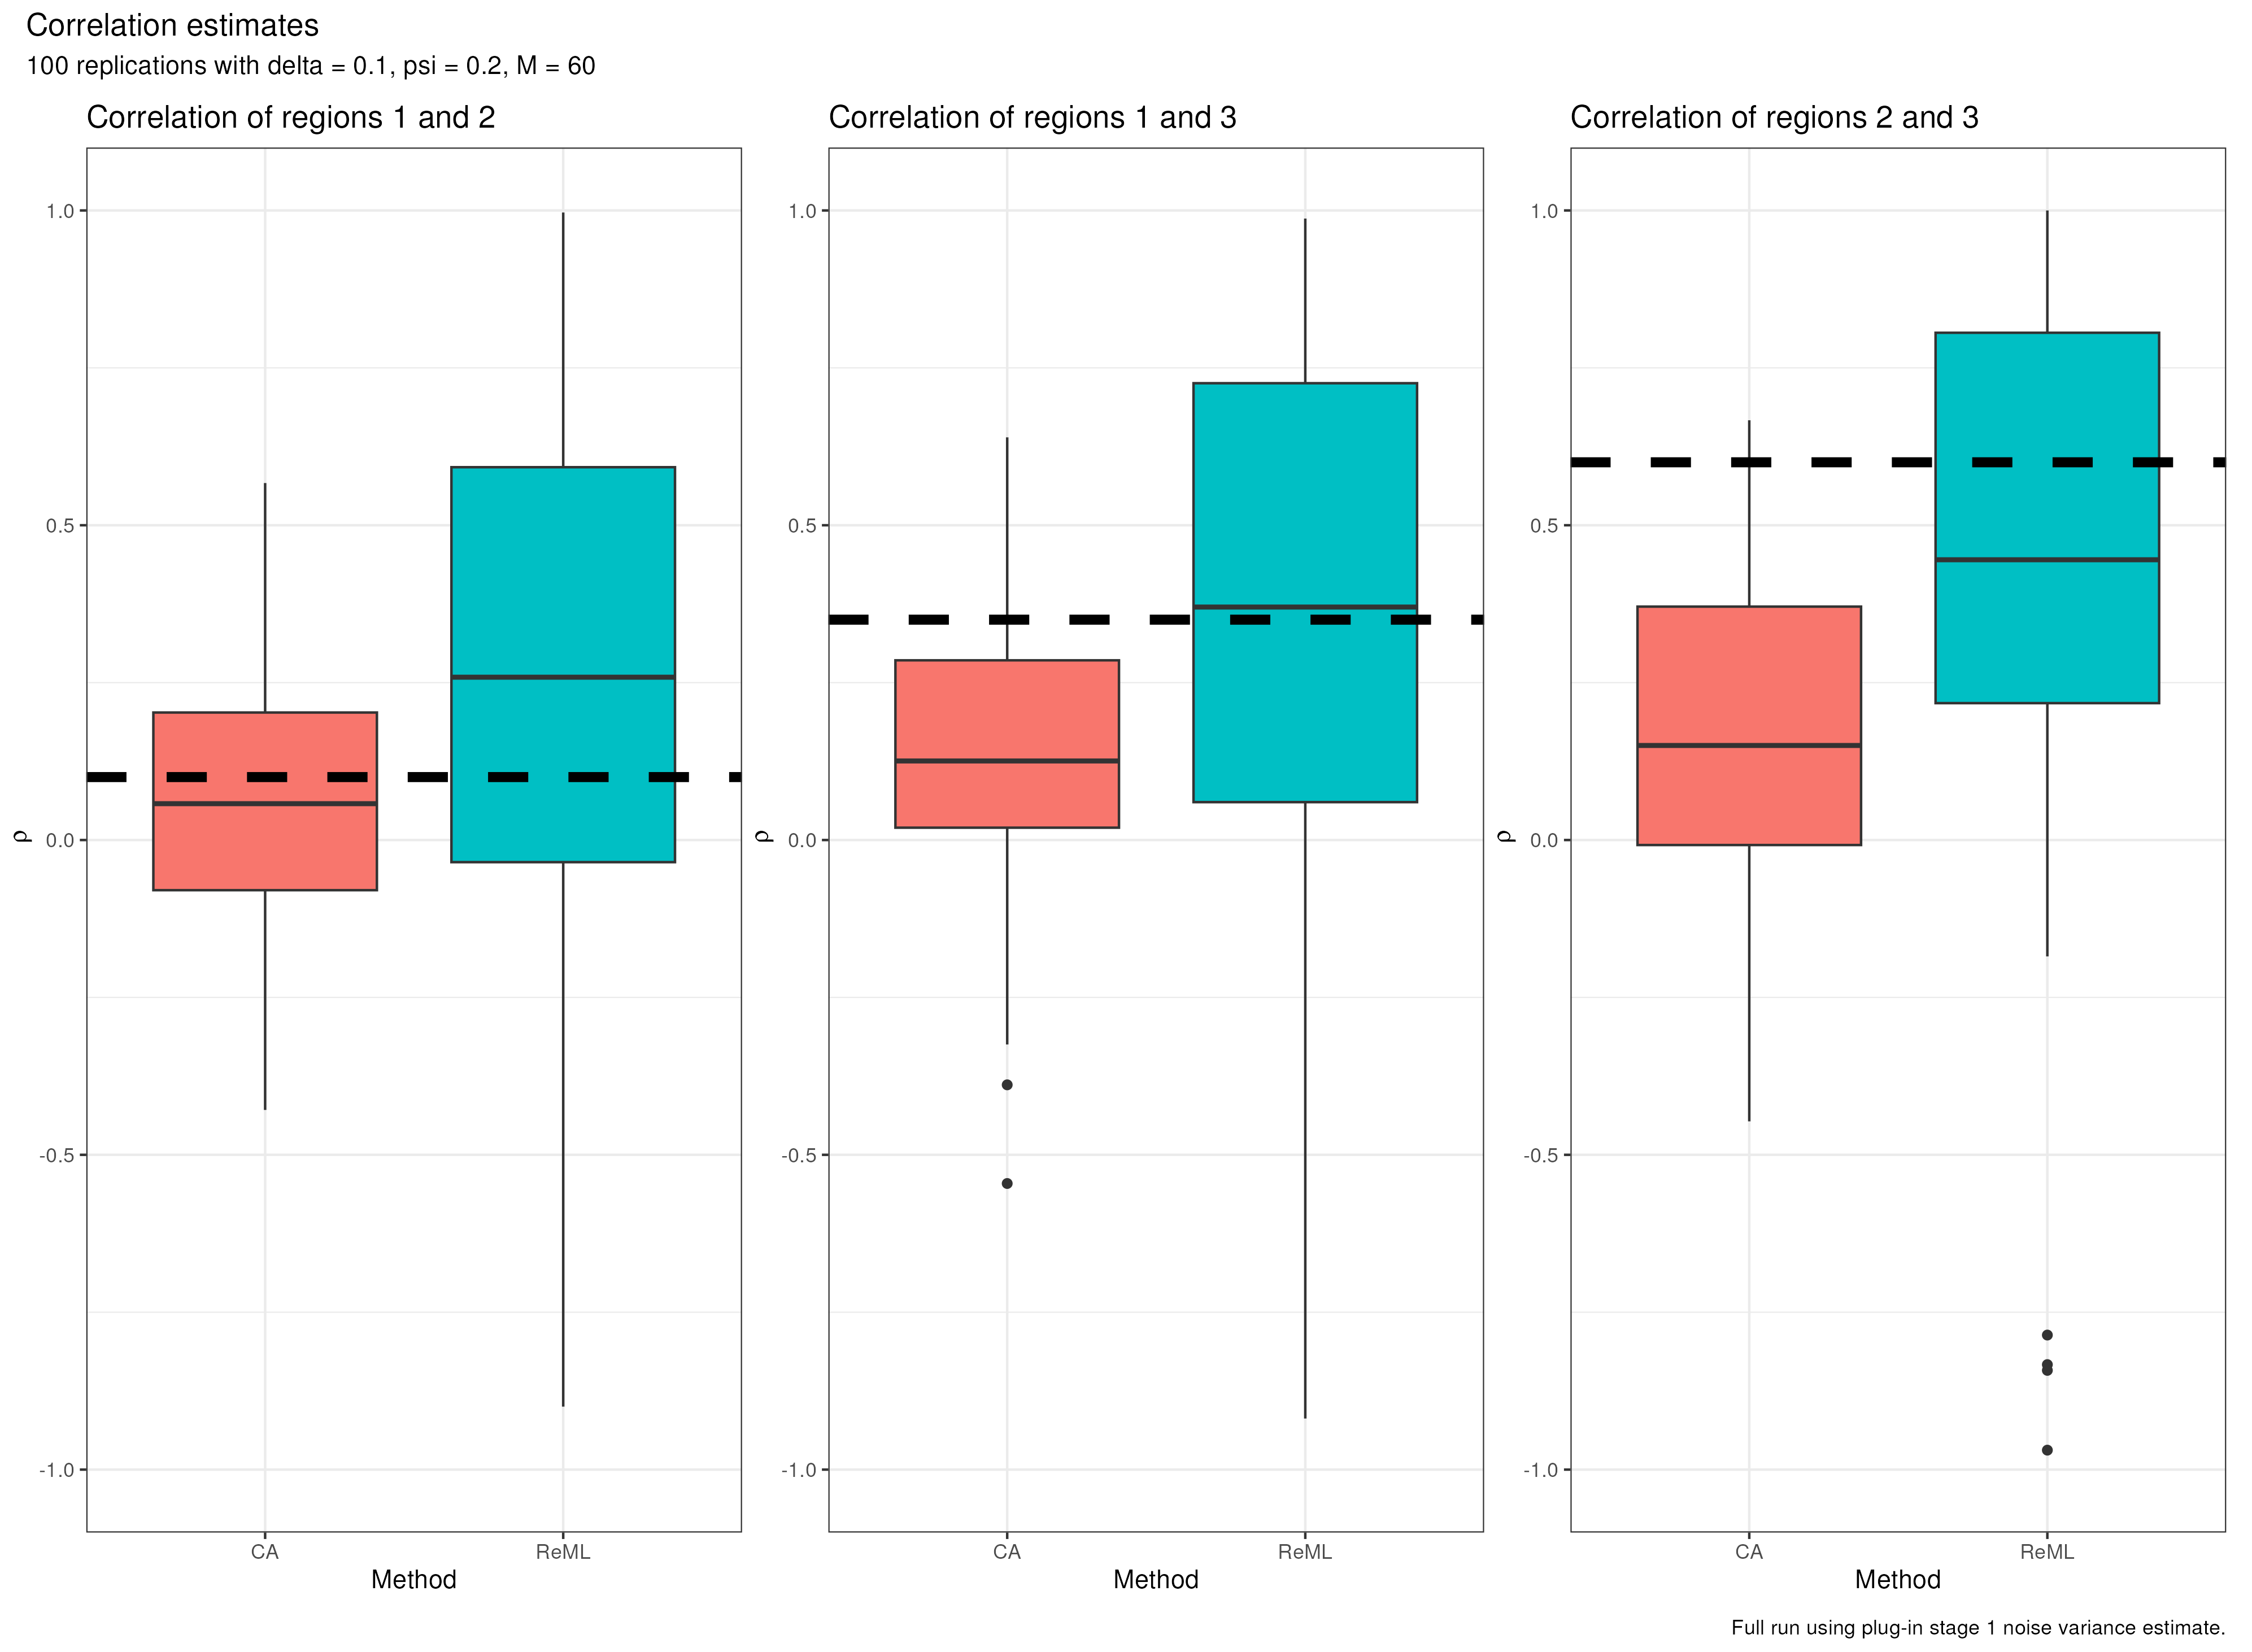 Correlation estimates
100 replications with delta = 0.1, psi = 0.2, M = 60
Correlation of regions 1 and 2
1.0
0.5
0.0
-0.5
-1.0
ρ
CA
ReML
Method
Correlation of regions 1 and 3
1.0
0.5
0.0
-0.5
-1.0
ρ
CA
ReML
Method
Correlation of regions 2 and 3
1.0
0.5
0.0
-0.5
-1.0
ρ
CA
ReML
Method
Full run using plug-in stage 1 noise variance estimate.